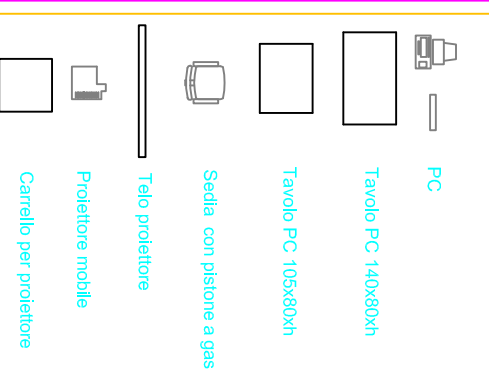 PC
Tavolo PC 140x80xh
Tavolo PC 105x80xh
Sedia con pistone a gas
Telo proiettore
Proiettore mobile
Carrello per proiettore